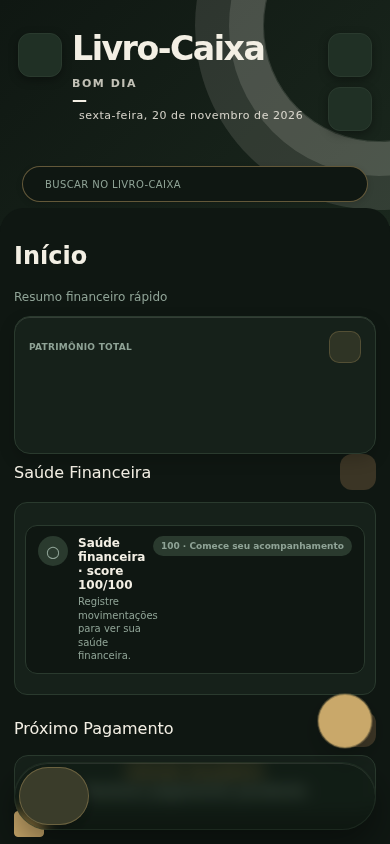 Livro-Caixa
BOM DIA
—
sexta-feira, 20 de novembro de 2026
BUSCAR NO LIVRO-CAIXA
Início
Resumo financeiro rápido
PATRIMÔNIO TOTAL
Saúde Financeira
Saúde
financeira
· score
100/100
100 · Comece seu acompanhamento
Registre
movimentações
para ver sua
saúde
financeira.
Próximo Pagamento